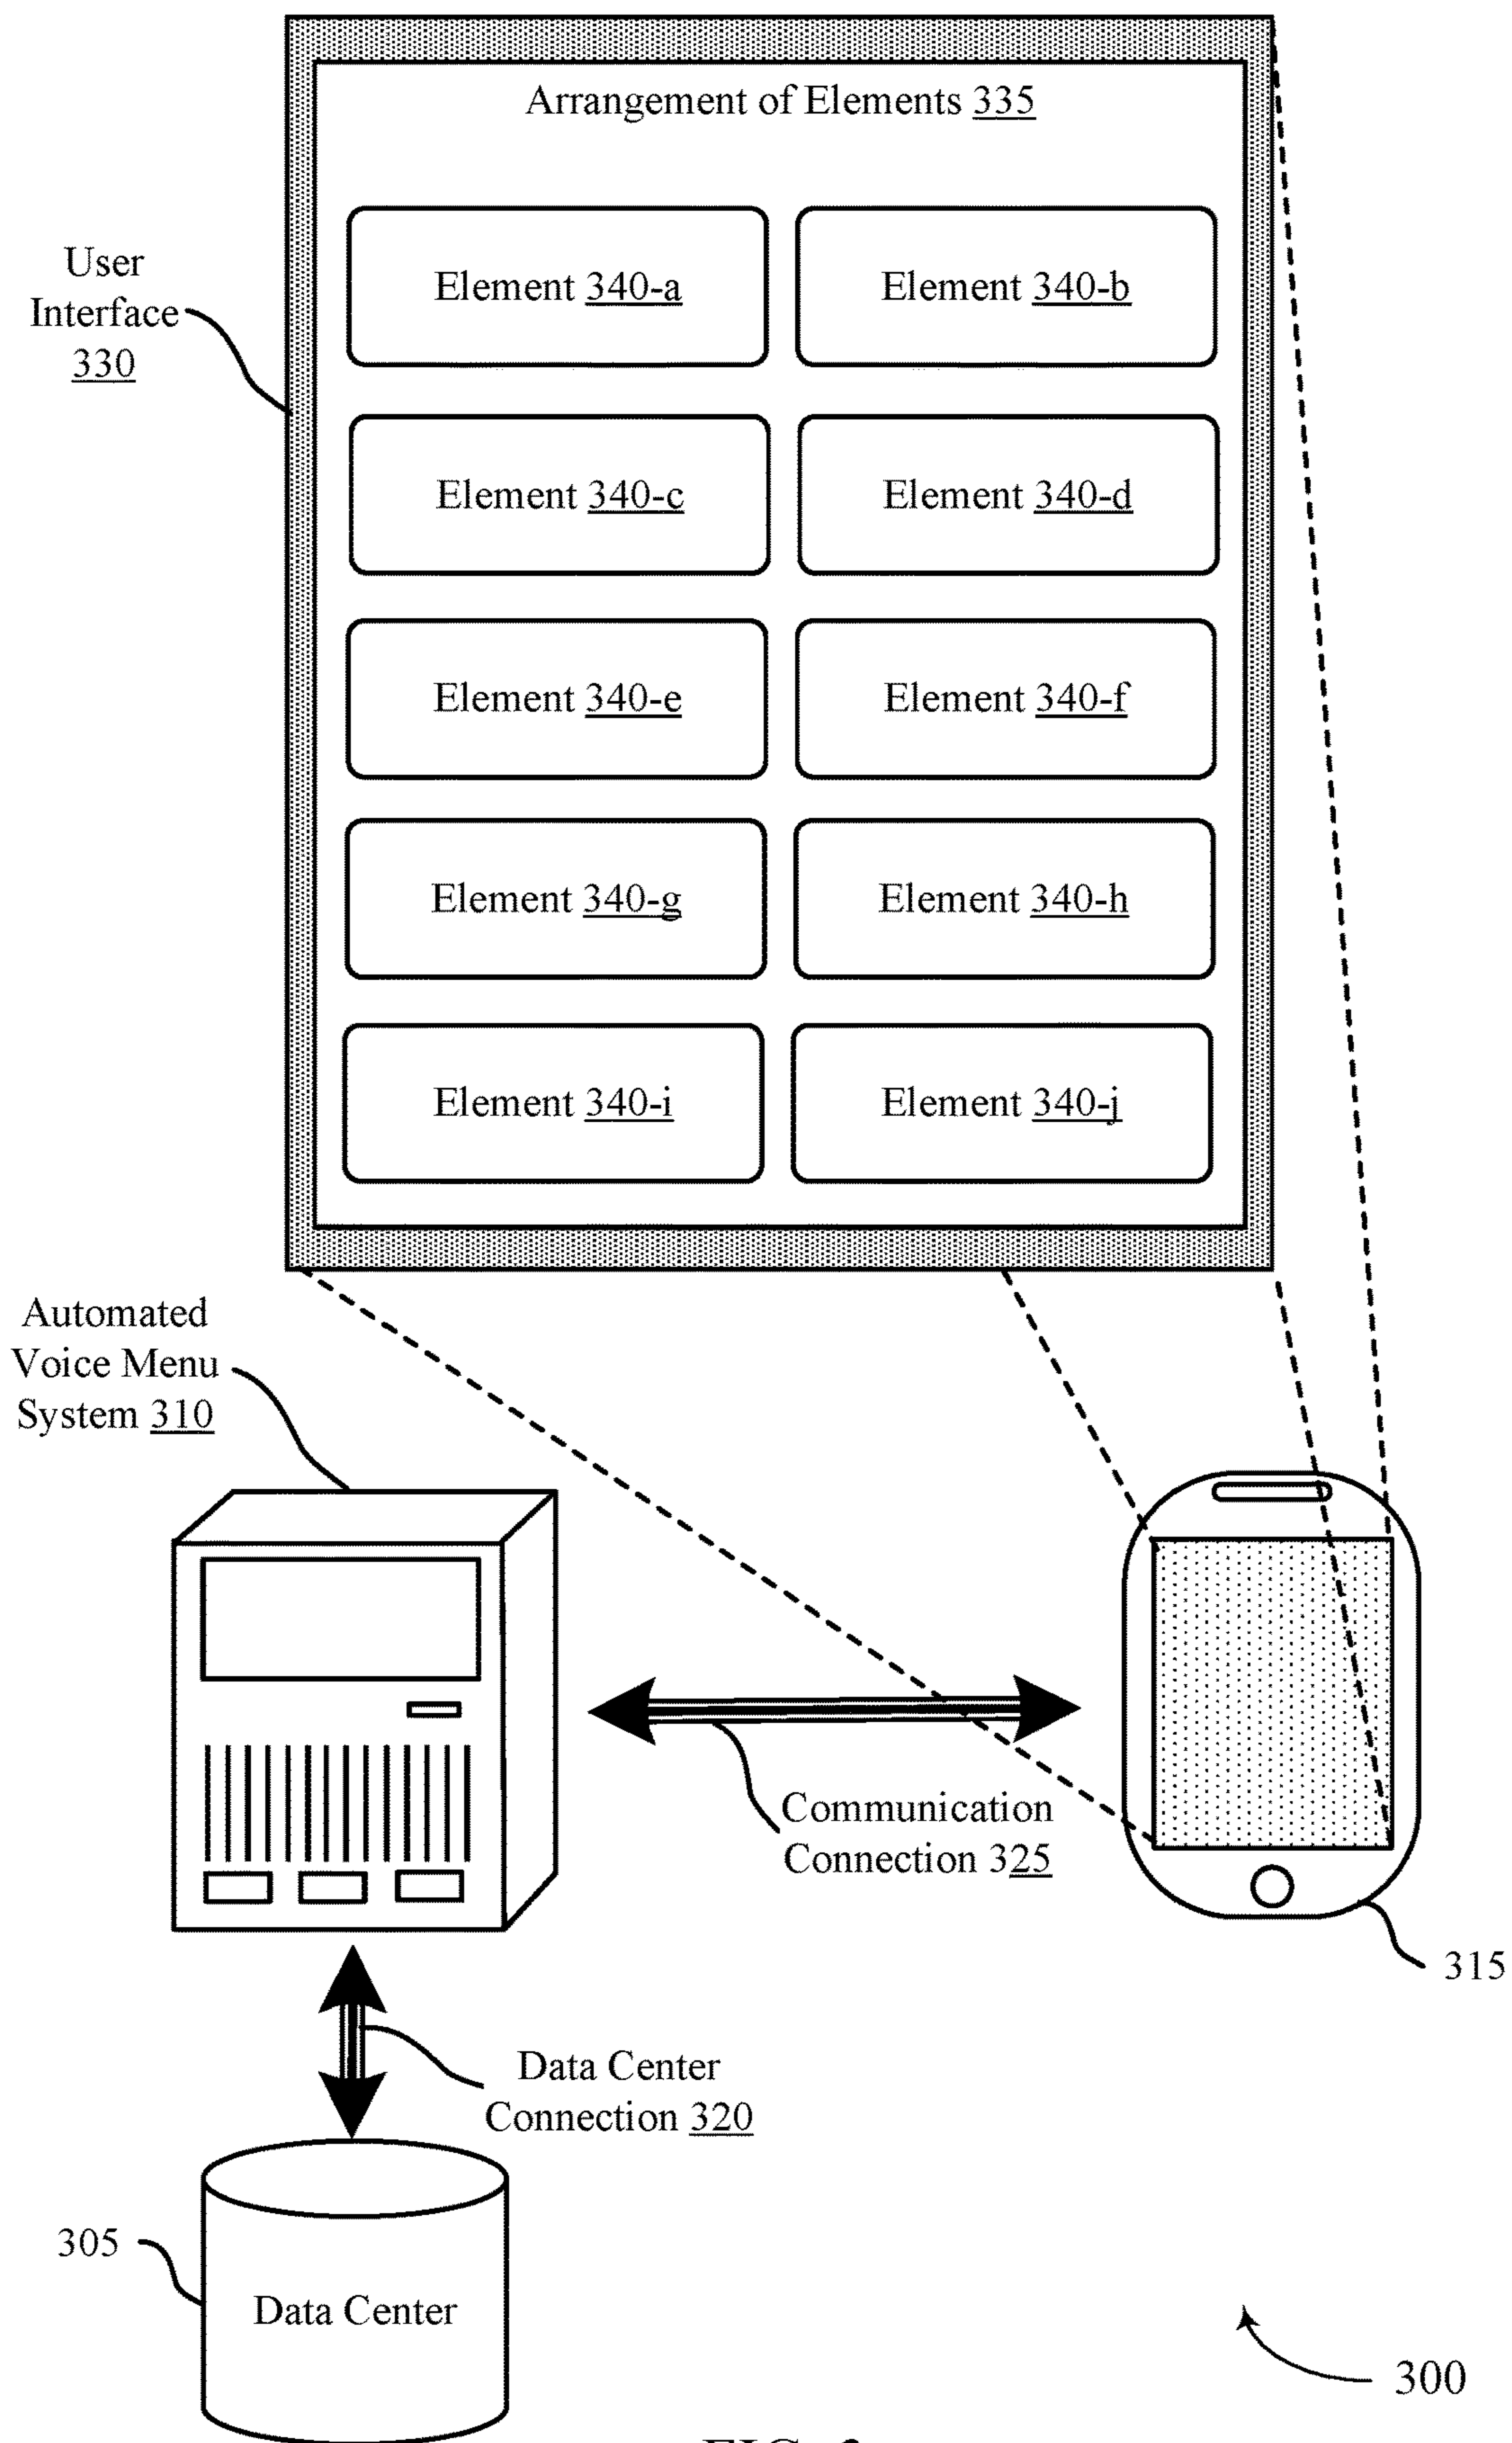 Arrangement of Elements 335
Element 340-a
Element 340-b
User
Interface
330
Element 340-c
Element 340-d
Element 340-e
Element 340-f
Element 340-g
Element 340-h
Element 340-i
Element 340-j
Automated
Voice Menu
System 310
Communication
Connection 325
315
Data Center
Connection 320
305
Data Center
300